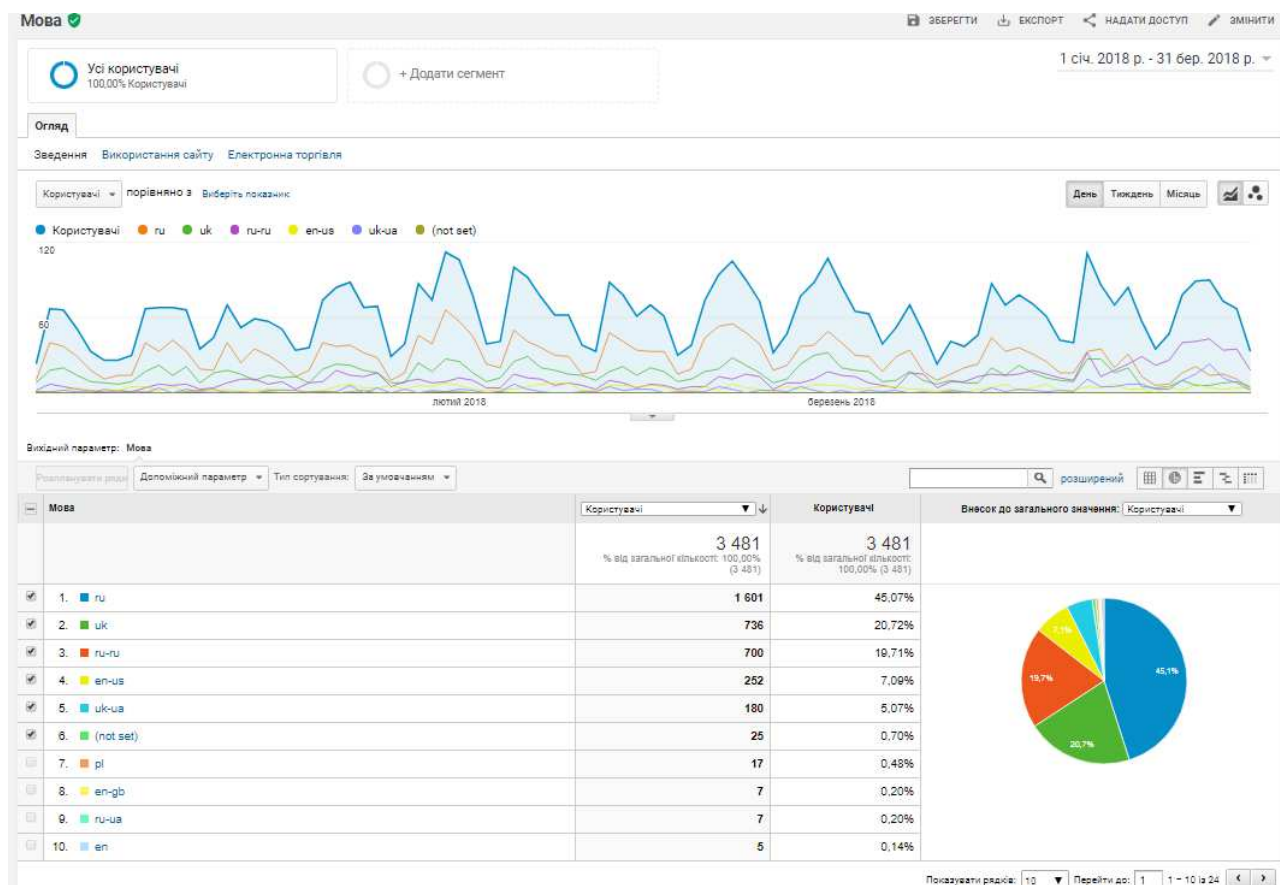 Мова
ЗБЕРЕГТИ ЕКСПОРТ НАДАТИ ДОСТУП ЗМІНИТИ
Усі користувачі
100,00% Користувачі
+ Додати сегмент
1 січ. 2018 р. - 31 бер. 2018 р.
Огляд
Зведення Використання сайту Електронна торгівля
Користувачі порівняно з Виберіть показник
День Тиждень Місяць
Користувачі ru uk ru-ru en-us uk-ua (not set)
120
60
лютий 2018 березень 2018
Вихідний параметр: Мова
Розпланувати рядки Допоміжний параметр Тип сортування: За умовчанням розширений
Мова Користувачі Користувачі Внесок до загального значення: Користувачі
3 481 3 481
% від загальної кількості: 100,00% % від загальної кількості:
(3 481) 100,00% (3 481)
1. ru 1 601 45,07%
2. uk 736 20,72%
3. ru-ru 700 19,71%
4. en-us 252 7,09%
5. uk-ua 180 5,07%
6. (not set) 25 0,70%
7. pl 17 0,48%
8. en-gb 7 0,20%
9. ru-ua 7 0,20%
10. en 5 0,14%
7,1%
45,1%
19,7%
20,7%
Показувати рядків: 10 Перейти до: 1 1 – 10 із 24